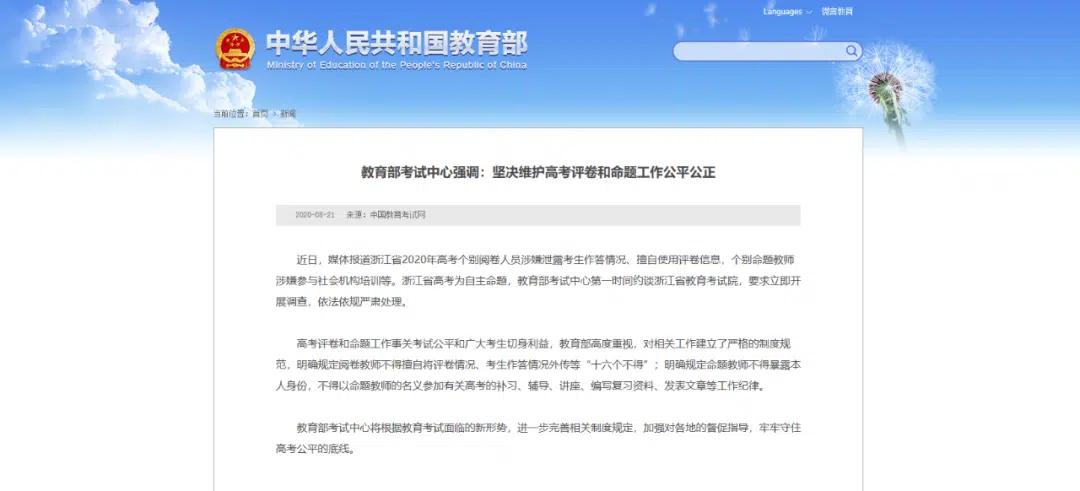 Languages 微言教育
中华人民共和国教育部
Ministry of Education of the People's Republic of China
当前位置：首页 > 新闻
教育部考试中心强调：坚决维护高考评卷和命题工作公平公正
2020-08-21 来源：中国教育考试网
近日，媒体报道浙江省2020年高考个别阅卷人员涉嫌泄露考生作答情况、擅自使用评卷信息，个别命题教师
涉嫌参与社会机构培训等。浙江省高考为自主命题，教育部考试中心第一时间约谈浙江省教育考试院，要求立即开
展调查，依法依规严肃处理。
高考评卷和命题工作事关考试公平和广大考生切身利益，教育部高度重视，对相关工作建立了严格的制度规
范，明确规定阅卷教师不得擅自将评卷情况、考生作答情况外传等“十六个不得”；明确规定命题教师不得暴露本
人身份，不得以命题教师的名义参加有关高考的补习、辅导、讲座、编写复习资料、发表文章等工作纪律。
教育部考试中心将根据教育考试面临的新形势，进一步完善相关制度规定，加强对各地的督促指导，牢牢守住
高考公平的底线。